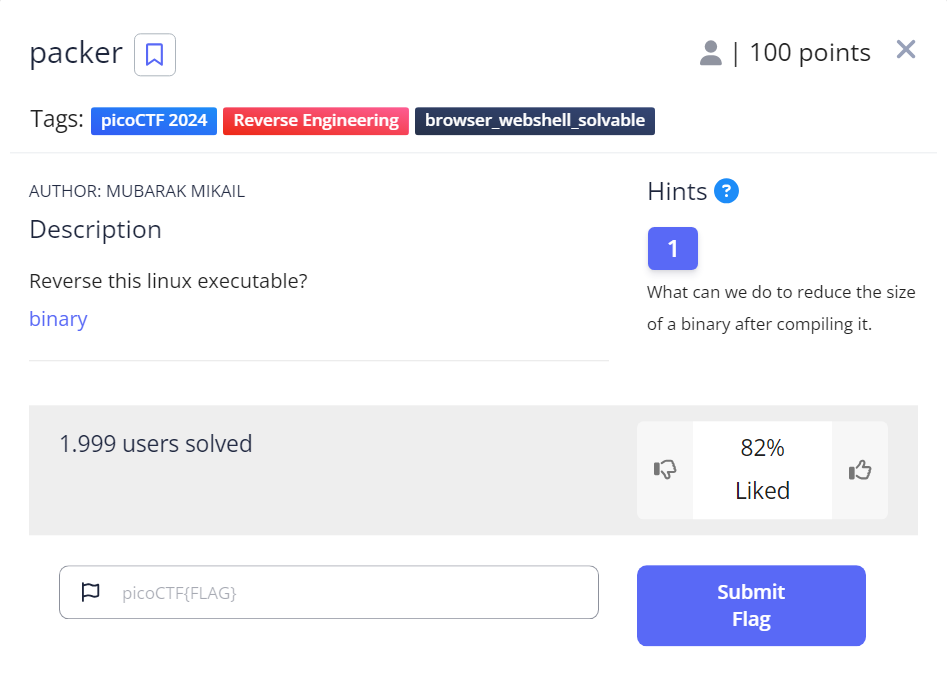 packer
| 100 points
Tags: picoCTF 2024 Reverse Engineering browser_webshell_solvable
AUTHOR: MUBARAK MIKAIL
Description
Reverse this linux executable?
binary
Hints ?
1
What can we do to reduce the size
of a binary after compiling it.
1.999 users solved
82%
Liked
picoCTF{FLAG}
Submit
Flag